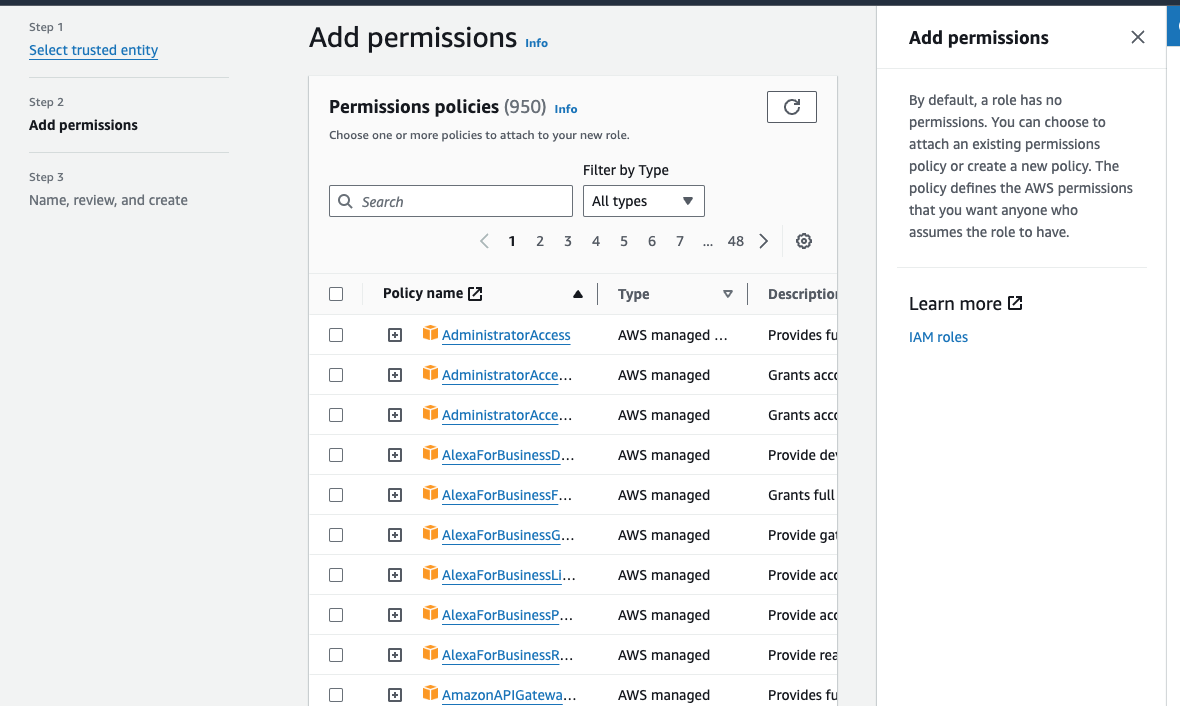 Step 1
Select trusted entity
Step 2
Add permissions
Step 3
Name, review, and create
Add permissions Info
Permissions policies (950) Info
Choose one or more policies to attach to your new role.
Filter by Type
Search
All types
1 2 3 4 5 6 7 ... 48
Policy name Type Description
AdministratorAccess AWS managed ... Provides fu
AdministratorAcce... AWS managed Grants acc
AdministratorAcce... AWS managed Grants acc
AlexaForBusinessD... AWS managed Provide de
AlexaForBusinessF... AWS managed Grants full
AlexaForBusinessG... AWS managed Provide gat
AlexaForBusinessLi... AWS managed Provide acc
AlexaForBusinessP... AWS managed Provide acc
AlexaForBusinessR... AWS managed Provide rea
AmazonAPIGatewa... AWS managed Provides fu
Add permissions
By default, a role has no
permissions. You can choose to
attach an existing permissions
policy or create a new policy. The
policy defines the AWS permissions
that you want anyone who
assumes the role to have.
Learn more
IAM roles